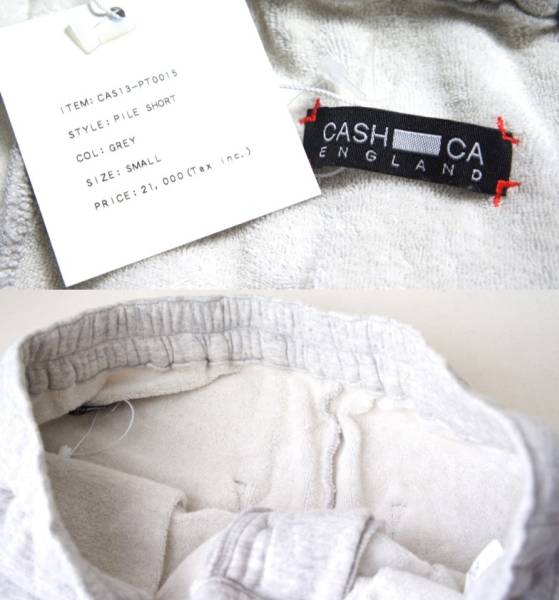 ITEM: CAS13-PT0015
STYLE: PILE SHORT
COL: GREY
SIZE: SMALL
PRICE: 21,000 (Tax inc.)
CASH CA
ENGLAND